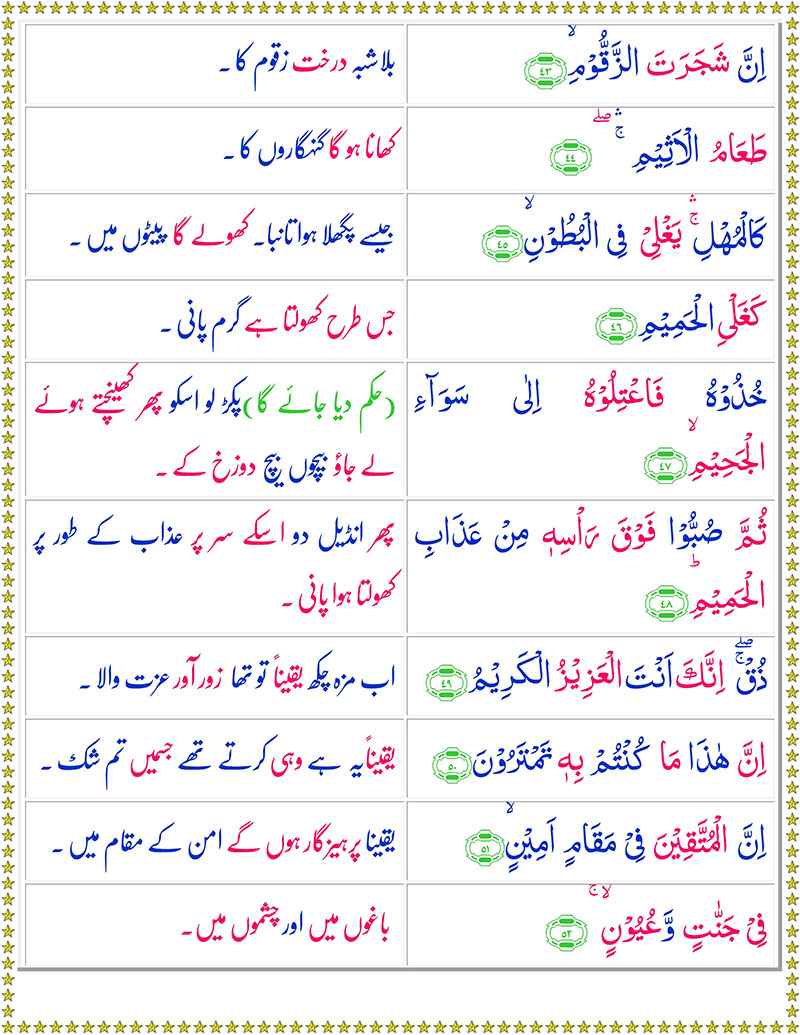 اِنَّ شَجَرَتَ الزَّقُّوْمِۙ ﴿٤٣﴾
بلاشبہ درخت زقوم کا۔
طَعَامُ الْاَثِيْمِ ۛۚۖ ﴿٤٤﴾
کھانا ہوگا گنہگاروں کا۔
كَالْمُهْلِ ۛۚ يَغْلِيْ فِى الْبُطُوْنِۙ ﴿٤٥﴾
جیسے پگھلا ہوا تانبا۔ کھولے گا پیٹوں میں۔
كَغَلْيِ الْحَمِيْمِ ﴿٤٦﴾
جس طرح کھولتا ہے گرم پانی۔
خُذُوْهُ فَاعْتِلُوْهُ اِلٰى سَوَآءِ
الْجَحِيْمِۙ ﴿٤٧﴾
(حکم دیا جائے گا) پکڑ لو اسکو پھر کھینچتے ہوئے
لے جاؤ بیچوں بیچ دوزخ کے۔
ثُمَّ صُبُّوْا فَوْقَ رَاْسِهٖ مِنْ عَذَابِ
الْحَمِيْمِؕ ﴿٤٨﴾
پھر انڈیل دو اسکے سر پر عذاب کے طور پر
کھولتا ہوا پانی۔
ذُقْ ۚۖ اِنَّكَ اَنْتَ الْعَزِيْزُ الْكَرِيْمُ ﴿٤٩﴾
اب مزہ چکھ یقیناً تو تھا زور آور عزت والا۔
اِنَّ هٰذَا مَا كُنْتُمْ بِهٖ تَمْتَرُوْنَ ﴿٥٠﴾
یقیناً یہ ہے وہی کرتے تھے جسمیں تم شک۔
اِنَّ الْمُتَّقِيْنَ فِيْ مَقَامٍ اَمِيْنٍۙ ﴿٥١﴾
یقینا پرہیزگار ہوں گے امن کے مقام میں۔
فِيْ جَنّٰتٍ وَّعُيُوْنٍۙۚ ﴿٥٢﴾
باغوں میں اور چشموں میں۔